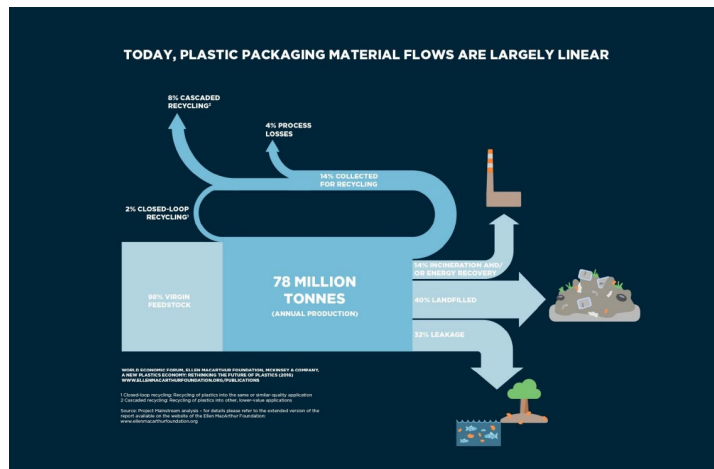 TODAY, PLASTIC PACKAGING MATERIAL FLOWS ARE LARGELY LINEAR
8% CASCADED
RECYCLING²
4% PROCESS
LOSSES
14% COLLECTED
FOR RECYCLING
2% CLOSED-LOOP
RECYCLING¹
98% VIRGIN
FEEDSTOCK
78 MILLION
TONNES
(ANNUAL PRODUCTION)
14% INCINERATION AND/
OR ENERGY RECOVERY
40% LANDFILLED
32% LEAKAGE
WORLD ECONOMIC FORUM, ELLEN MACARTHUR FOUNDATION, MCKINSEY & COMPANY,
A NEW PLASTICS ECONOMY: RETHINKING THE FUTURE OF PLASTICS (2016)
WWW.ELLENMACARTHURFOUNDATION.ORG/PUBLICATIONS
1 Closed-loop recycling: Recycling of plastics into the same or similar-quality application
2 Cascaded recycling: Recycling of plastics into other, lower-value applications
Source: Project Mainstream analysis – for details please refer to the extended version of the
report available on the website of the Ellen MacArthur Foundation:
www.ellenmacarthurfoundation.org